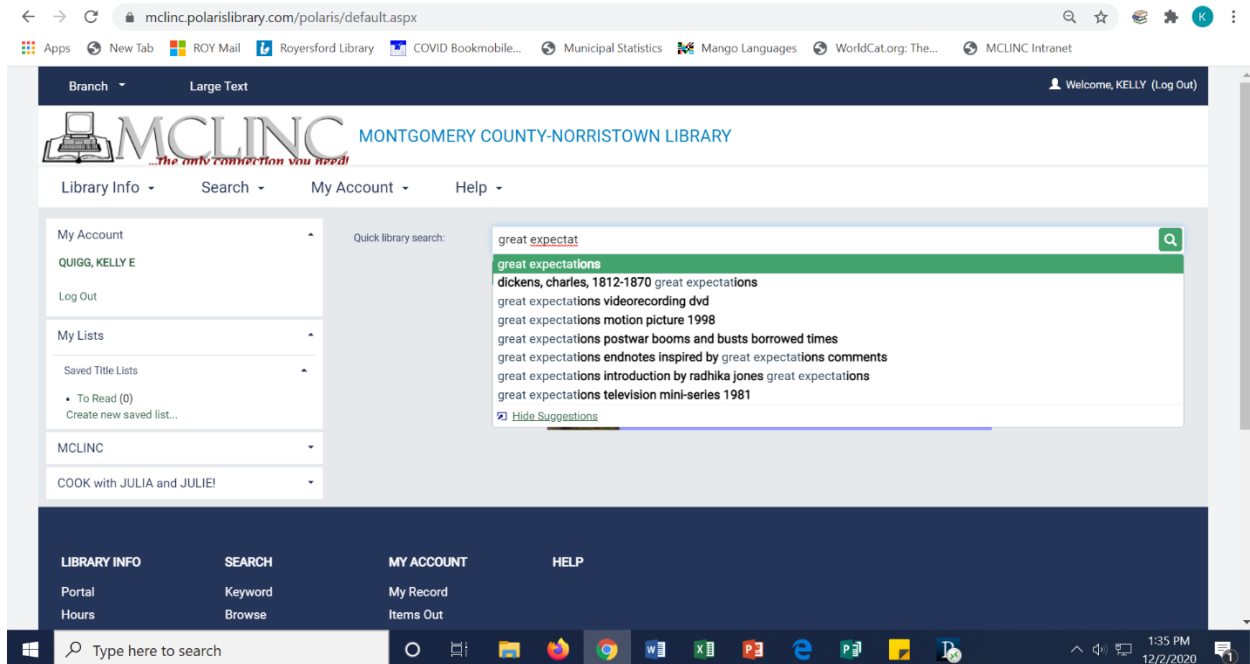 mclinc.polarislibrary.com/polaris/default.aspx
K
Apps New Tab ROY Mail Royersford Library COVID Bookmobile... Municipal Statistics Mango Languages WorldCat.org: The... MCLINC Intranet
Branch Large Text Welcome, KELLY (Log Out)
MCLINC MONTGOMERY COUNTY-NORRISTOWN LIBRARY
...the only connection you need!
Library Info Search My Account Help
My Account
QUIGG, KELLY E
Log Out
My Lists
Saved Title Lists
• To Read (0)
Create new saved list...
MCLINC
COOK with JULIA and JULIE!
Quick library search: great expectat
great expectations
dickens, charles, 1812-1870 great expectations
great expectations videorecording dvd
great expectations motion picture 1998
great expectations postwar booms and busts borrowed times
great expectations endnotes inspired by great expectations comments
great expectations introduction by radhika jones great expectations
great expectations television mini-series 1981
Hide Suggestions
LIBRARY INFO SEARCH MY ACCOUNT HELP
Portal Keyword My Record
Hours Browse Items Out
Type here to search
1:35 PM
12/2/2020
1